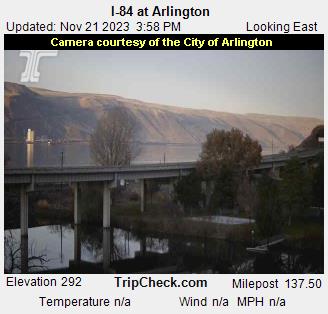 I-84 at Arlington
Updated: Nov 21 2023 3:58 PM Looking East
Camera courtesy of the City of Arlington
Elevation 292 TripCheck.com Milepost 137.50
Temperature n/a Wind n/a MPH n/a